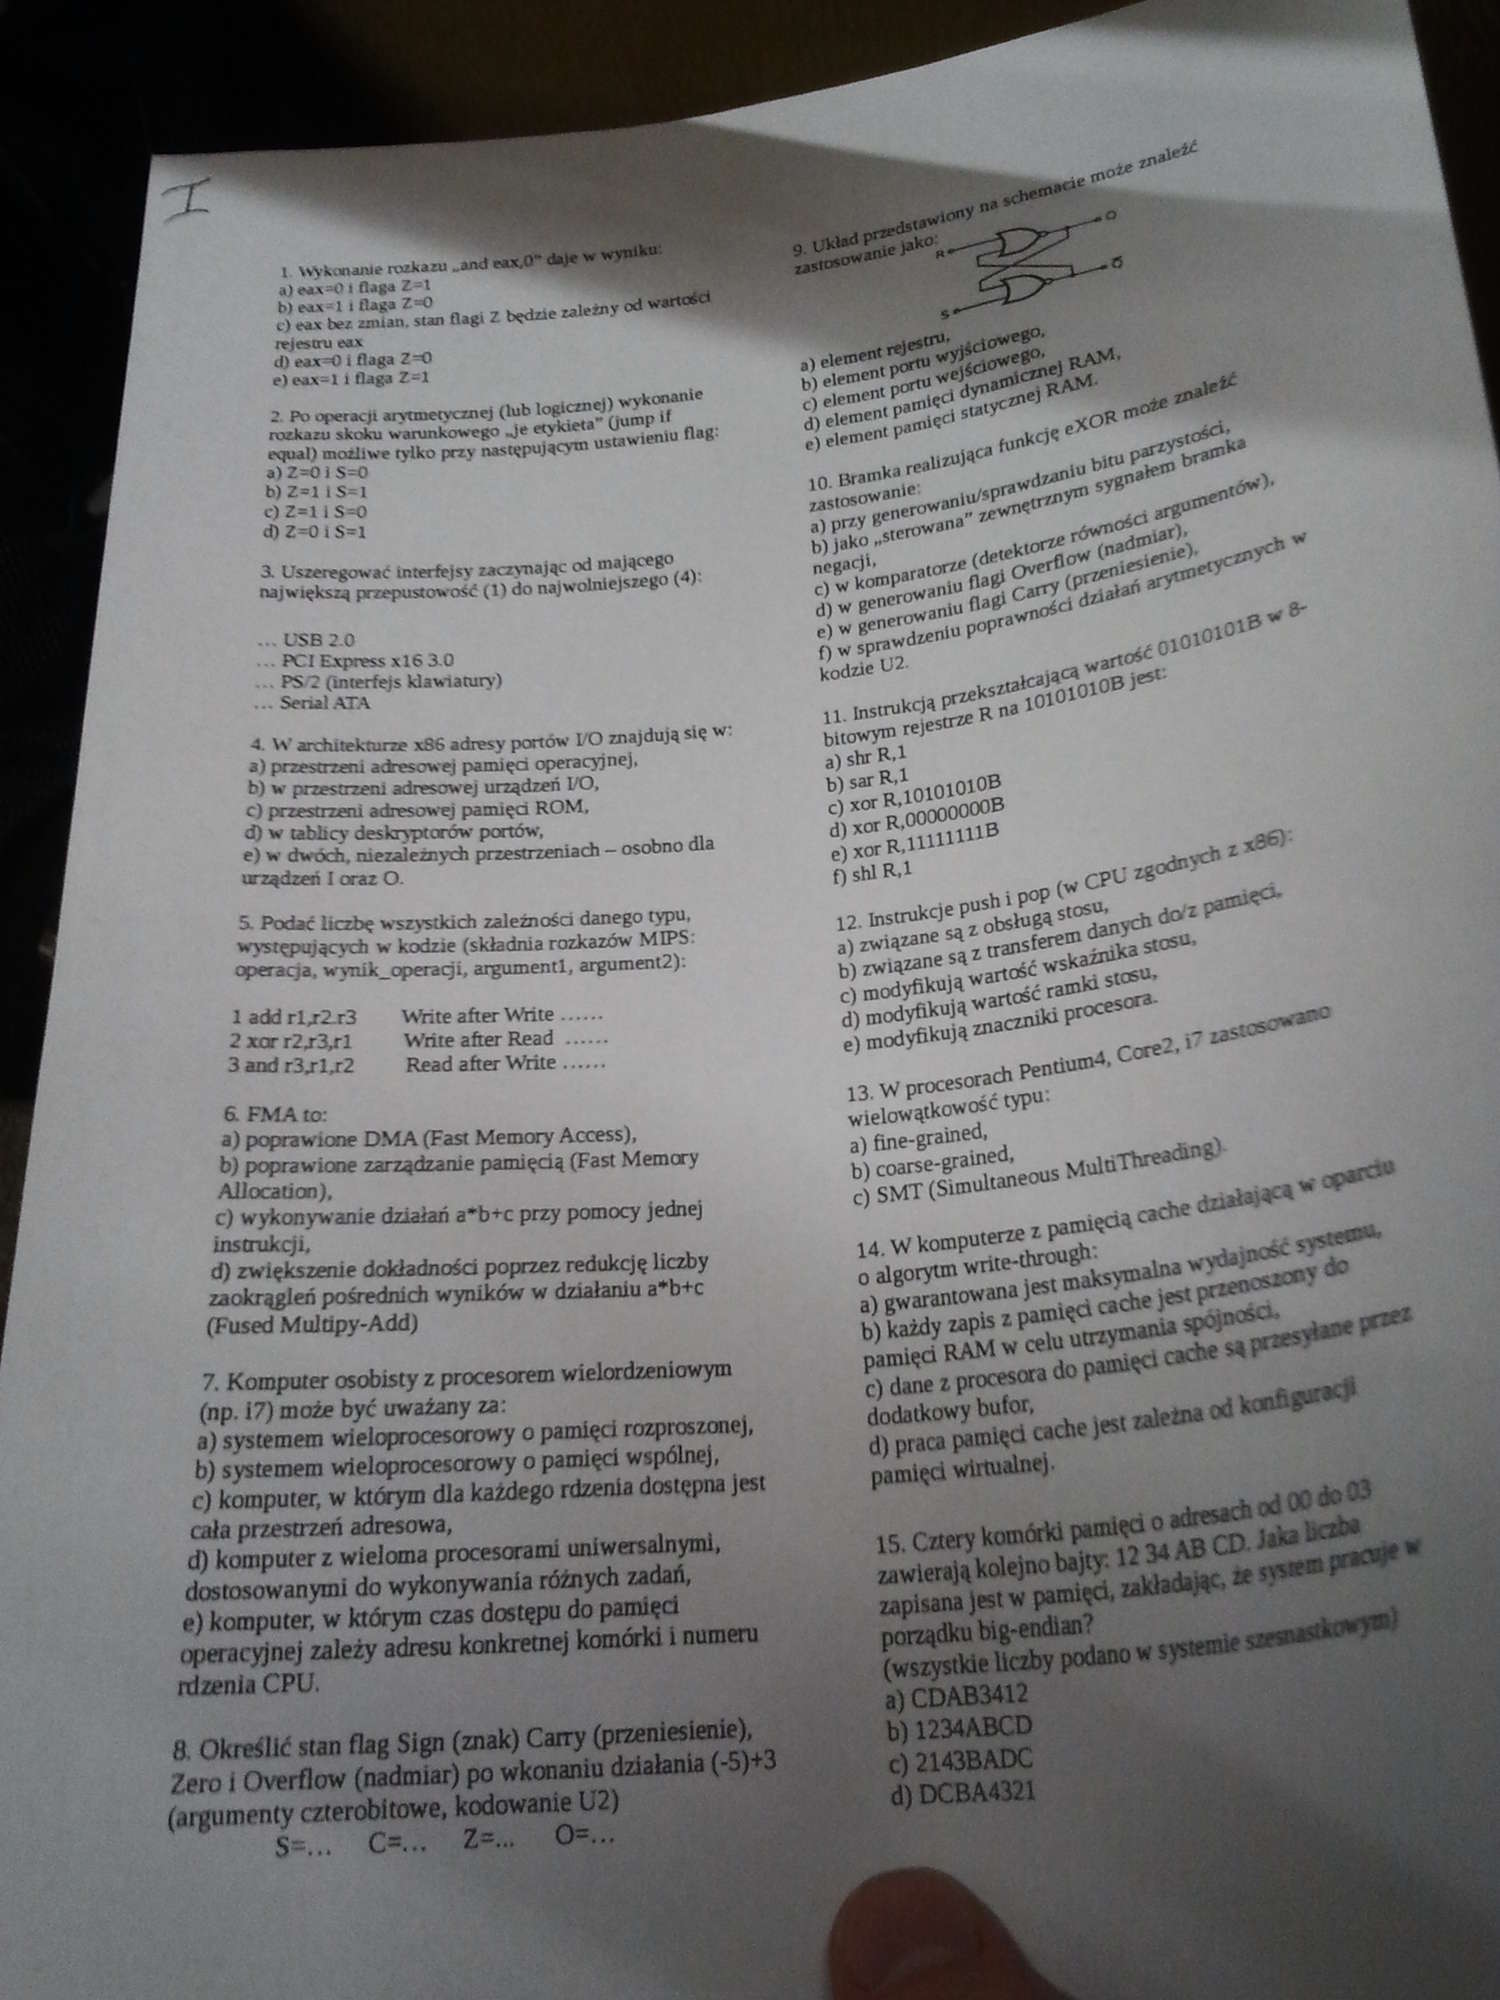 I
1. Wykonanie rozkazu „and eax,0" daje w wyniku:
a) eax=0 i flaga Z=1
b) eax=1 i flaga Z=0
c) eax bez zmian, stan flagi Z będzie zależny od wartości
rejestru eax
d) eax=0 i flaga Z=0
e) eax=1 i flaga Z=1
2. Po operacji arytmetycznej (lub logicznej) wykonanie
rozkazu skoku warunkowego „je etykieta" (jump if
equal) możliwe tylko przy następującym ustawieniu flag:
a) Z=0 i S=0
b) Z=1 i S=1
c) Z=1 i S=0
d) Z=0 i S=1
3. Uszeregować interfejsy zaczynając od mającego
największą przepustowość (1) do najwolniejszego (4):
... USB 2.0
... PCI Express x16 3.0
... PS/2 (interfejs klawiatury)
... Serial ATA
4. W architekturze x86 adresy portów I/O znajdują się w:
a) przestrzeni adresowej pamięci operacyjnej,
b) w przestrzeni adresowej urządzeń I/O,
c) przestrzeni adresowej pamięci ROM,
d) w tablicy deskryptorów portów,
e) w dwóch, niezależnych przestrzeniach – osobno dla
urządzeń I oraz O.
5. Podać liczbę wszystkich zależności danego typu,
występujących w kodzie (składnia rozkazów MIPS:
operacja, wynik_operacji, argument1, argument2):
1 add r1,r2 r3 Write after Write ......
2 xor r2,r3,r1 Write after Read ......
3 and r3,r1,r2 Read after Write ......
6. FMA to:
a) poprawione DMA (Fast Memory Access),
b) poprawione zarządzanie pamięcią (Fast Memory
Allocation),
c) wykonywanie działań a*b+c przy pomocy jednej
instrukcji,
d) zwiększenie dokładności poprzez redukcję liczby
zaokrągleń pośrednich wyników w działaniu a*b+c
(Fused Multipy-Add)
7. Komputer osobisty z procesorem wielordzeniowym
(np. i7) może być uważany za:
a) systemem wieloprocesorowy o pamięci rozproszonej,
b) systemem wieloprocesorowy o pamięci wspólnej,
c) komputer, w którym dla każdego rdzenia dostępna jest
cała przestrzeń adresowa,
d) komputer z wieloma procesorami uniwersalnymi,
dostosowanymi do wykonywania różnych zadań,
e) komputer, w którym czas dostępu do pamięci
operacyjnej zależy adresu konkretnej komórki i numeru
rdzenia CPU.
8. Określić stan flag Sign (znak) Carry (przeniesienie),
Zero i Overflow (nadmiar) po wkonaniu działania (-5)+3
(argumenty czterobitowe, kodowanie U2)
S=... C=... Z=... O=...
9. Układ przedstawiony na schemacie może znaleźć
zastosowanie jako:
R
Q
S
Q̅
a) element rejestru,
b) element portu wyjściowego,
c) element portu wejściowego,
d) element pamięci dynamicznej RAM,
e) element pamięci statycznej RAM.
10. Bramka realizująca funkcję eXOR może znaleźć
zastosowanie:
a) przy generowaniu/sprawdzaniu bitu parzystości,
b) jako „sterowana" zewnętrznym sygnałem bramka
negacji,
c) w komparatorze (detektorze równości argumentów),
d) w generowaniu flagi Overflow (nadmiar),
e) w generowaniu flagi Carry (przeniesienie),
f) w sprawdzeniu poprawności działań arytmetycznych w
kodzie U2.
11. Instrukcją przekształcającą wartość 01010101B w 8-
bitowym rejestrze R na 10101010B jest:
a) shr R,1
b) sar R,1
c) xor R,10101010B
d) xor R,00000000B
e) xor R,11111111B
f) shl R,1
12. Instrukcje push i pop (w CPU zgodnych z x86):
a) związane są z obsługą stosu,
b) związane są z transferem danych do/z pamięci,
c) modyfikują wartość wskaźnika stosu,
d) modyfikują wartość ramki stosu,
e) modyfikują znaczniki procesora.
13. W procesorach Pentium4, Core2, i7 zastosowano
wielowątkowość typu:
a) fine-grained,
b) coarse-grained,
c) SMT (Simultaneous MultiThreading).
14. W komputerze z pamięcią cache działającą w oparciu
o algorytm write-through:
a) gwarantowana jest maksymalna wydajność systemu,
b) każdy zapis z pamięci cache jest przenoszony do
pamięci RAM w celu utrzymania spójności,
c) dane z procesora do pamięci cache są przesyłane przez
dodatkowy bufor,
d) praca pamięci cache jest zależna od konfiguracji
pamięci wirtualnej.
15. Cztery komórki pamięci o adresach od 00 do 03
zawierają kolejno bajty: 12 34 AB CD. Jaka liczba
zapisana jest w pamięci, zakładając, że system pracuje w
porządku big-endian?
(wszystkie liczby podano w systemie szesnastkowym)
a) CDAB3412
b) 1234ABCD
c) 2143BADC
d) DCBA4321